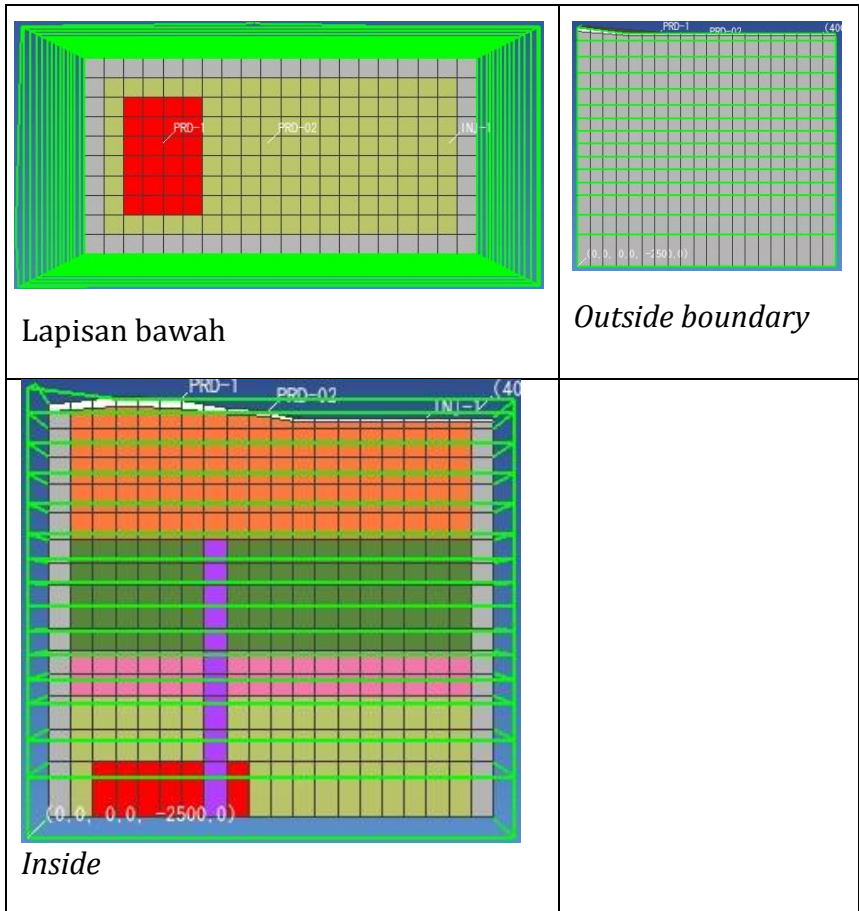 PRD-1
PRD-02
INJ-1
Lapisan bawah
PRD-1
PRD-02
(40
(0.0, 0.0, -2500.0)
Outside boundary
PRD-1
PRD-02
INJ-1
(40
(0.0, 0.0, -2500.0)
Inside